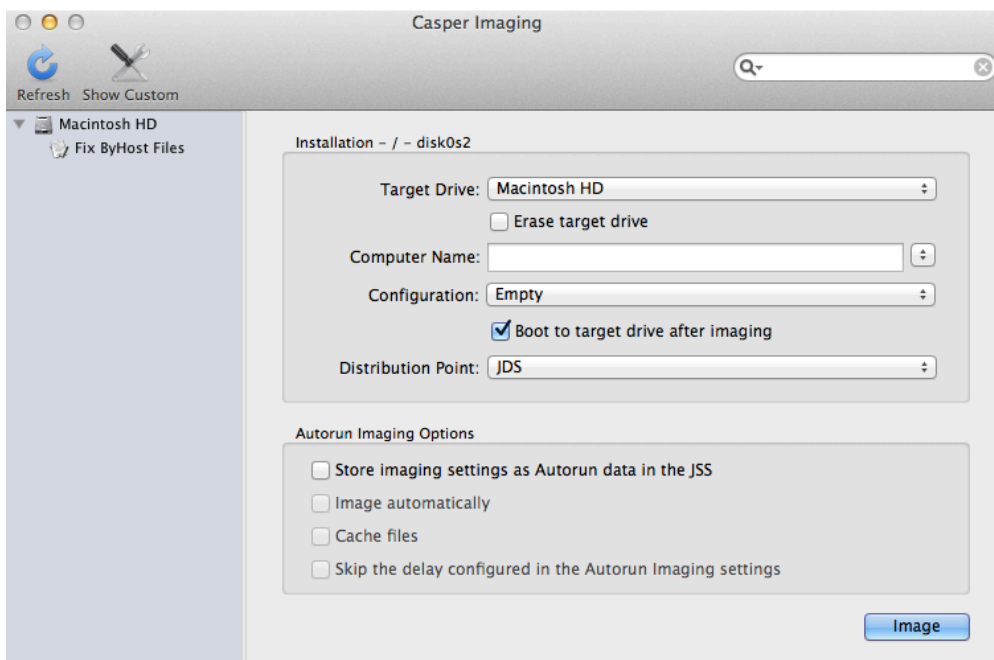 Casper Imaging
Refresh Show Custom
Macintosh HD
Fix ByHost Files
Installation – / – disk0s2
Target Drive: Macintosh HD
Erase target drive
Computer Name:
Configuration: Empty
Boot to target drive after imaging
Distribution Point: JDS
Autorun Imaging Options
Store imaging settings as Autorun data in the JSS
Image automatically
Cache files
Skip the delay configured in the Autorun Imaging settings
Image